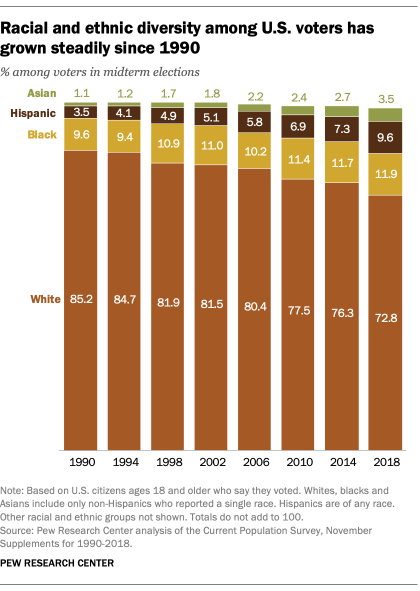 Racial and ethnic diversity among U.S. voters has
grown steadily since 1990
% among voters in midterm elections
Asian 1.1 1.2 1.7 1.8 2.2 2.4 2.7 3.5
Hispanic 3.5 4.1 4.9 5.1 5.8 6.9 7.3 9.6
Black 9.6 9.4 10.9 11.0 10.2 11.4 11.7 11.9
White 85.2 84.7 81.9 81.5 80.4 77.5 76.3 72.8
1990 1994 1998 2002 2006 2010 2014 2018
Note: Based on U.S. citizens ages 18 and older who say they voted. Whites, blacks and
Asians include only non-Hispanics who reported a single race. Hispanics are of any race.
Other racial and ethnic groups not shown. Totals do not add to 100.
Source: Pew Research Center analysis of the Current Population Survey, November
Supplements for 1990-2018.
PEW RESEARCH CENTER